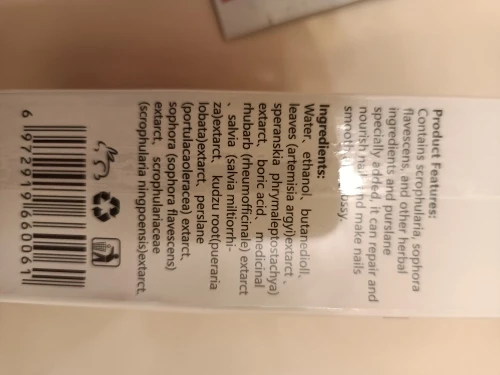 Product Features:
Contains scrophularia, sophora
flavescens, and other herbal
ingredients and purslane
specially added, it can repair and
nourish and make nails
smooth glossy.
Ingredients:
Water、ethanol、butanedioll、
leaves (artemisia argyi)extarct、
speranskia phrymaleptostachya)
extarct, boric acid, medicinal
rhubarb (rheumofficinale) extarct
、salvia (salvia miltiorrhi-
za)extarct, kudzu root(pueraria
lobata)extarct, perslane
(portulacaoleracea) extarct,
sophora (sophora flavescens)
extarct, scrophulariaceae
(scrophularia ningpoensis)extarct.
6 972919 660061